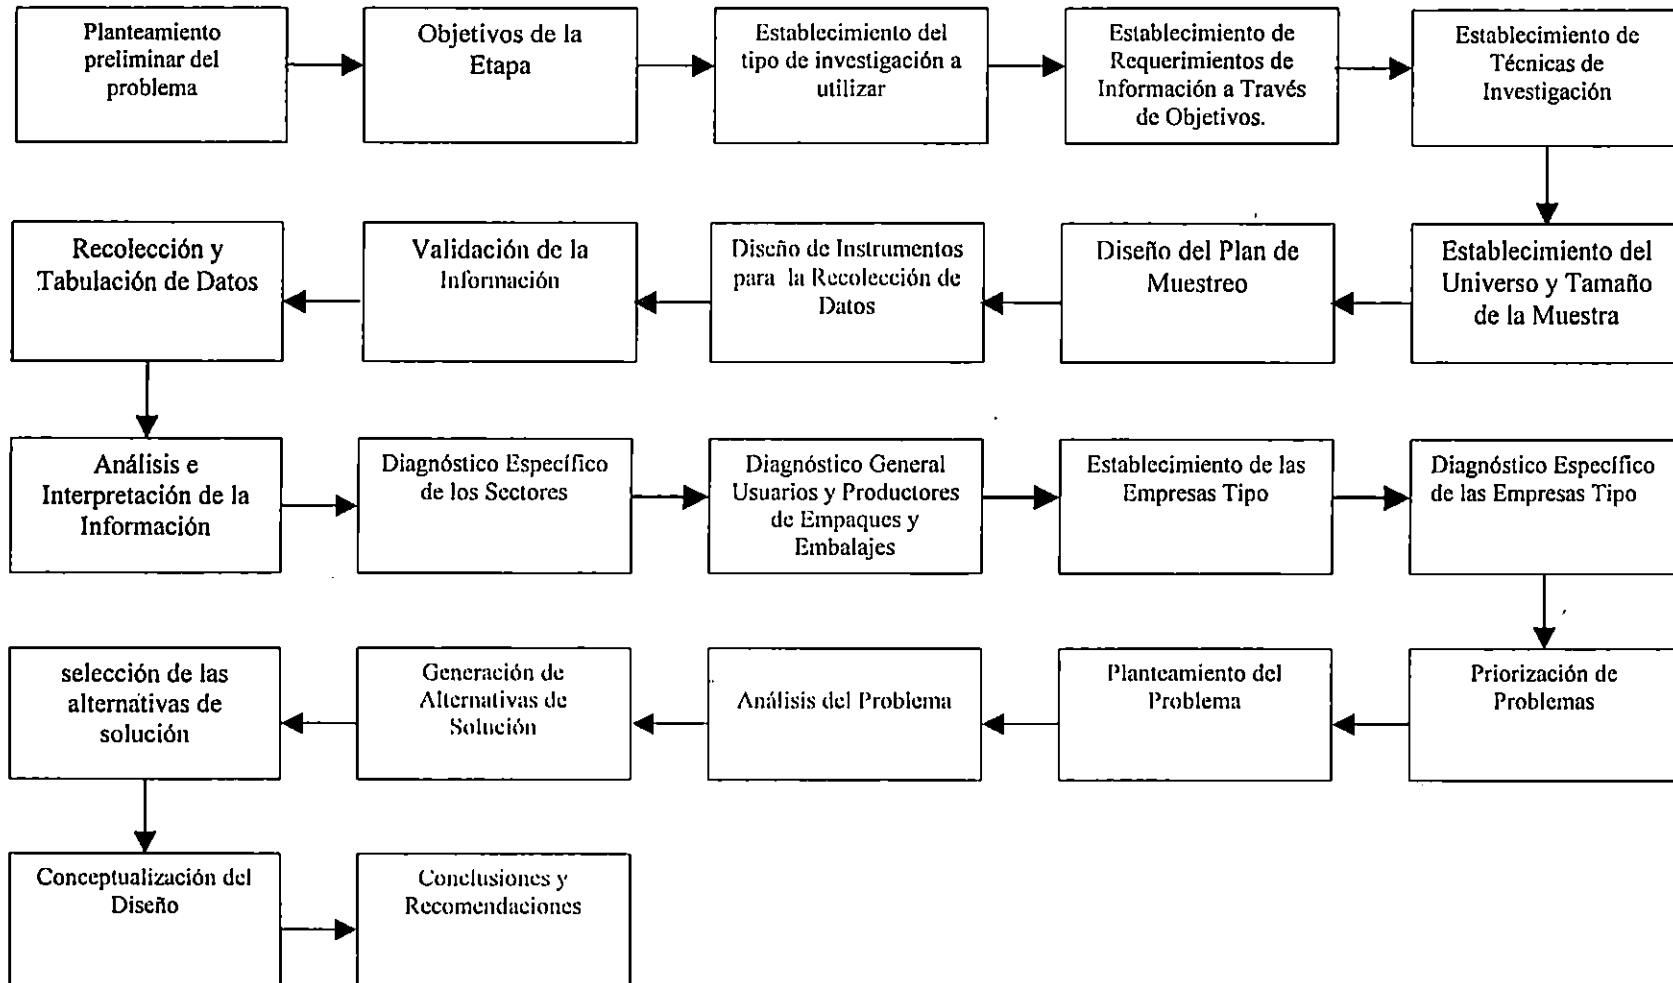 Planteamiento
preliminar del
problema
Objetivos de la
Etapa
Establecimiento del
tipo de investigación a
utilizar
Establecimiento de
Requerimientos de
Información a Través
de Objetivos.
Establecimiento de
Técnicas de
Investigación
Establecimiento del
Universo y Tamaño
de la Muestra
Diseño del Plan de
Muestreo
Diseño de Instrumentos
para la Recolección de
Datos
Validación de la
Información
Recolección y
Tabulación de Datos
Análisis e
Interpretación de la
Información
Diagnóstico Específico
de los Sectores
Diagnóstico General
Usuarios y Productores
de Empaques y
Embalajes
Establecimiento de las
Empresas Tipo
Diagnóstico Específico
de las Empresas Tipo
Priorización de
Problemas
Planteamiento del
Problema
Análisis del Problema
Generación de
Alternativas de
Solución
selección de las
alternativas de
solución
Conceptualización del
Diseño
Conclusiones y
Recomendaciones